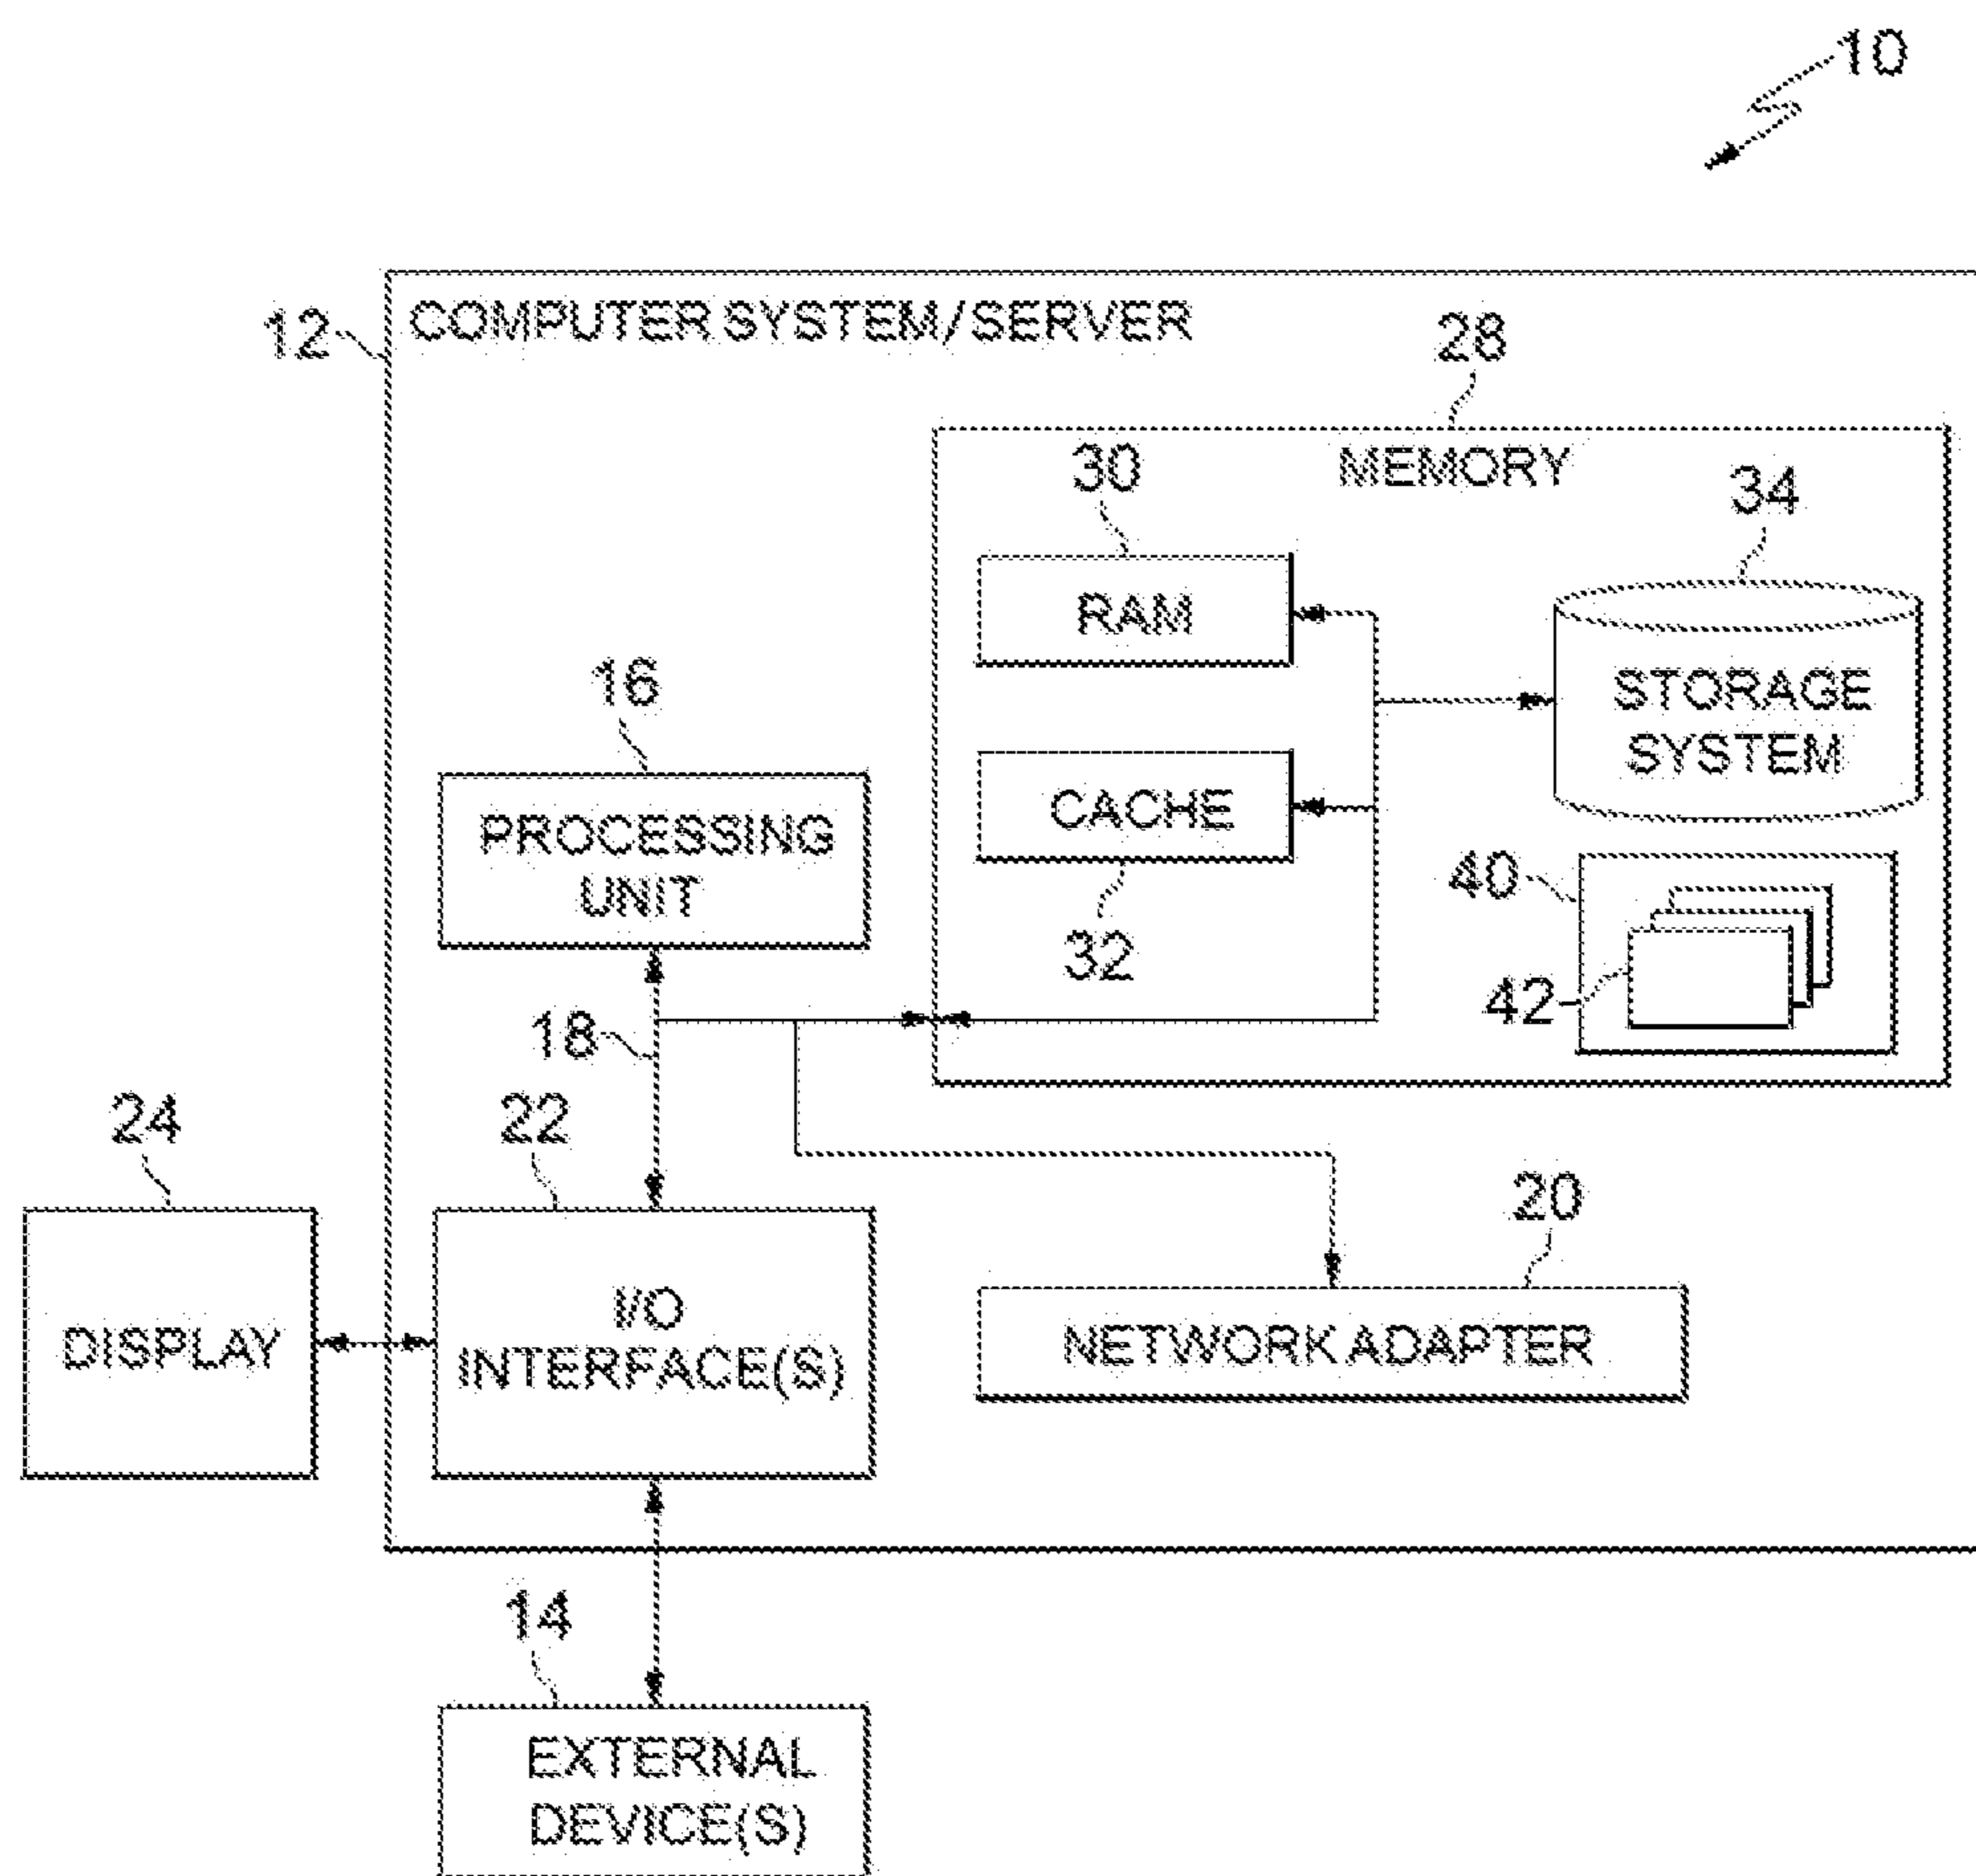 10
12
COMPUTER SYSTEM/SERVER
28
MEMORY
30
34
RAM
STORAGE
SYSTEM
16
PROCESSING
UNIT
CACHE
32
40
42
18
24
22
20
DISPLAY
I/O
INTERFACE(S)
NETWORK ADAPTER
14
EXTERNAL
DEVICE(S)